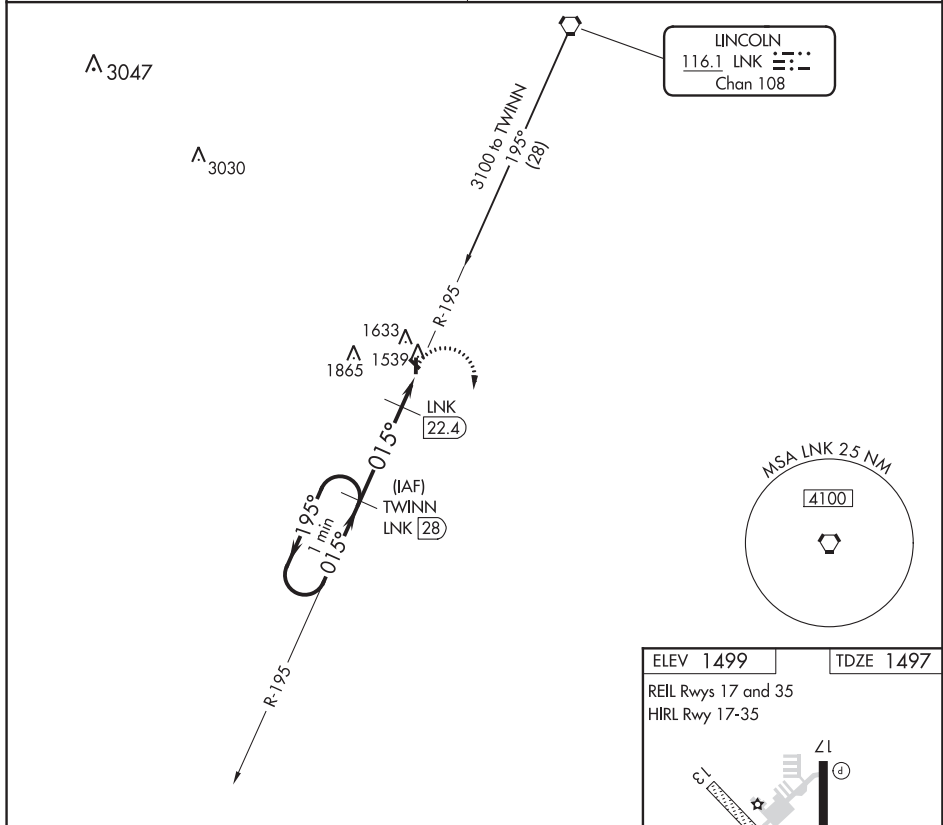 LINCOLN
116.1 LNK
Chan 108
3047
3030
3100 to TWINN
195°
(28)
R-195
1633
1539
1865
LNK
22.4
015°
(IAF)
TWINN
LNK 28
195°
1 min
015°
R-195
MSA LNK 25 NM
4100
ELEV 1499
TDZE 1497
REIL Rwys 17 and 35
HIRL Rwy 17-35
17
P
13